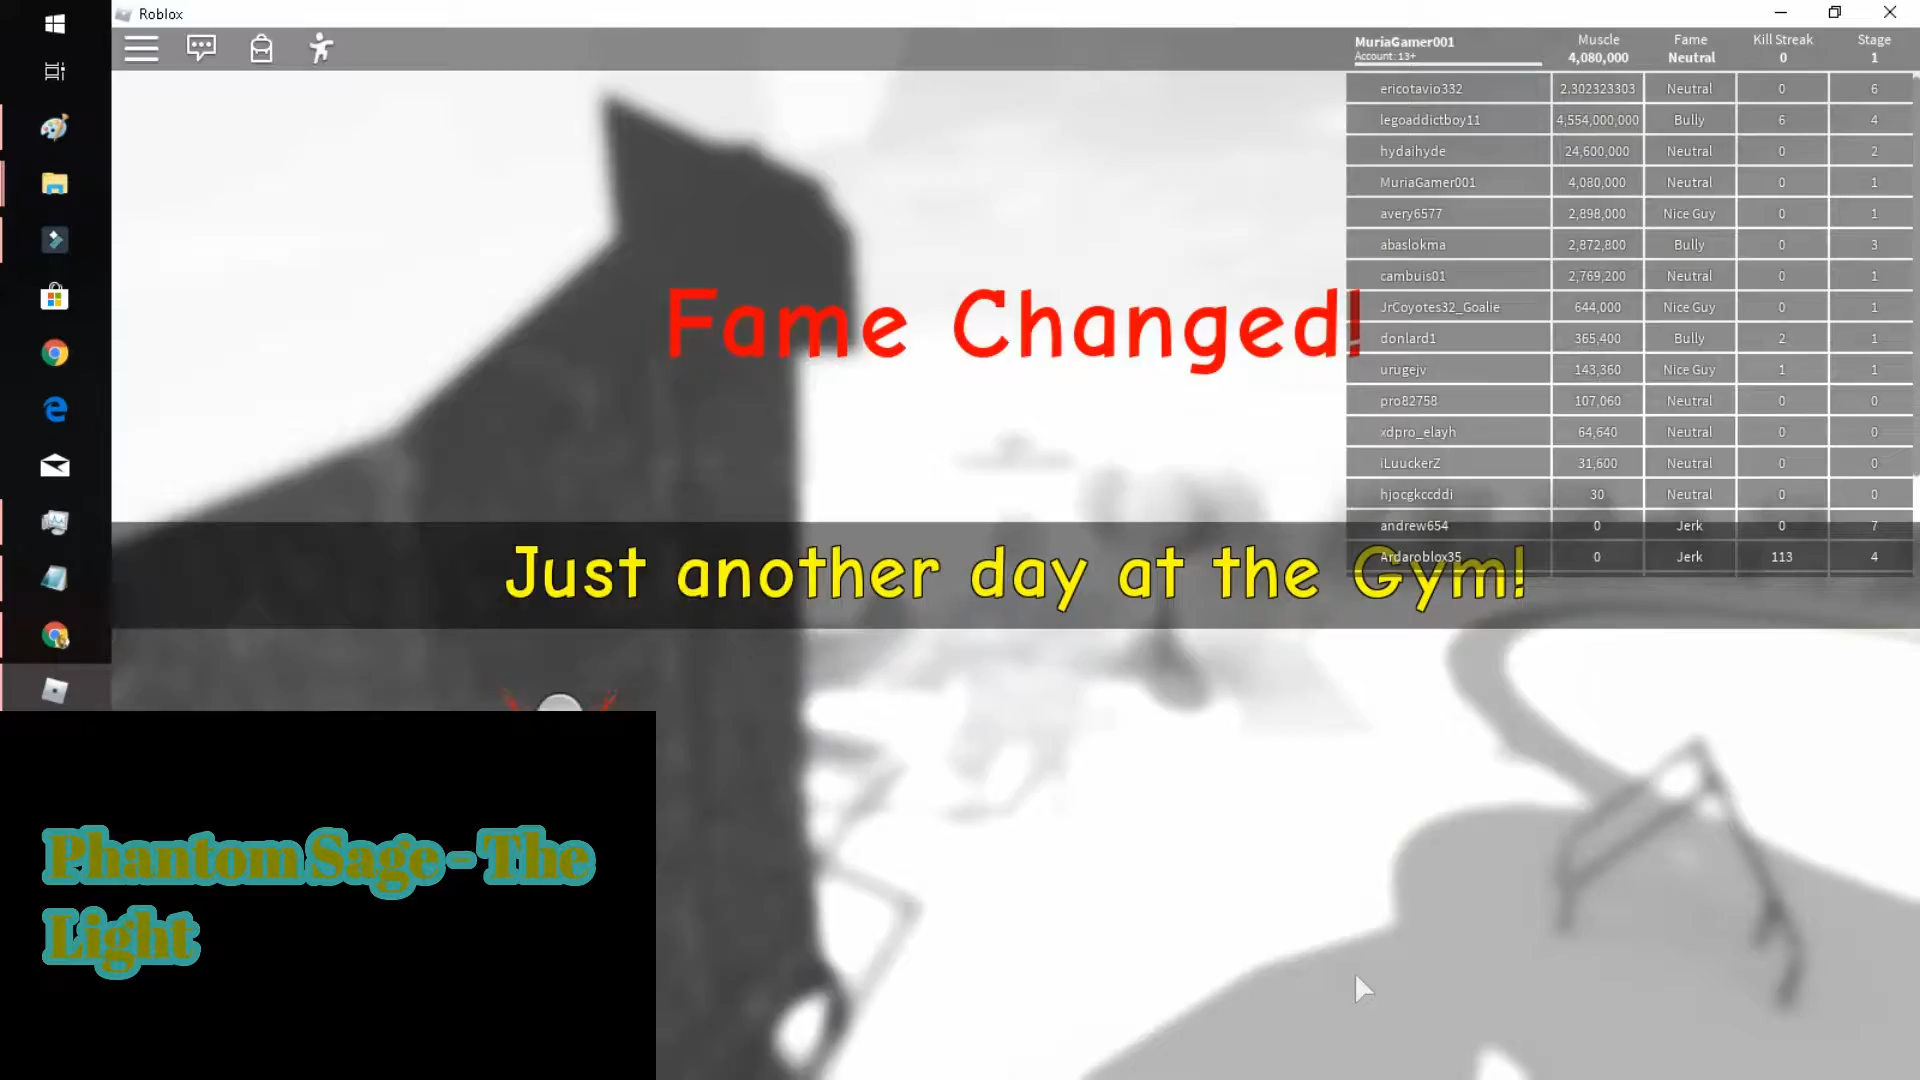 Roblox
MuriaGamer001 Muscle Fame Kill Streak Stage
Account: 13+ 4,080,000 Neutral 0 1
ericotavio332 2.302323303 Neutral 0 6
legoaddictboy11 4,554,000,000 Bully 6 4
hydaihyde 24,600,000 Neutral 0 2
MuriaGamer001 4,080,000 Neutral 0 1
avery6577 2,898,000 Nice Guy 0 1
abaslokma 2,872,800 Bully 0 3
cambuis01 2,769,200 Neutral 0 1
JrCoyotes32_Goalie 644,000 Nice Guy 0 1
donlard1 365,400 Bully 2 1
urugejv 143,360 Nice Guy 1 1
pro82758 107,060 Neutral 0 0
xdpro_elayh 64,640 Neutral 0 0
iLuuckerZ 31,600 Neutral 0 0
hjocgkccddi 30 Neutral 0 0
andrew654 0 Jerk 0 7
Ardaroblox35 0 Jerk 113 4
Fame Changed!
Just another day at the Gym!
Phantom Sage - The
Light